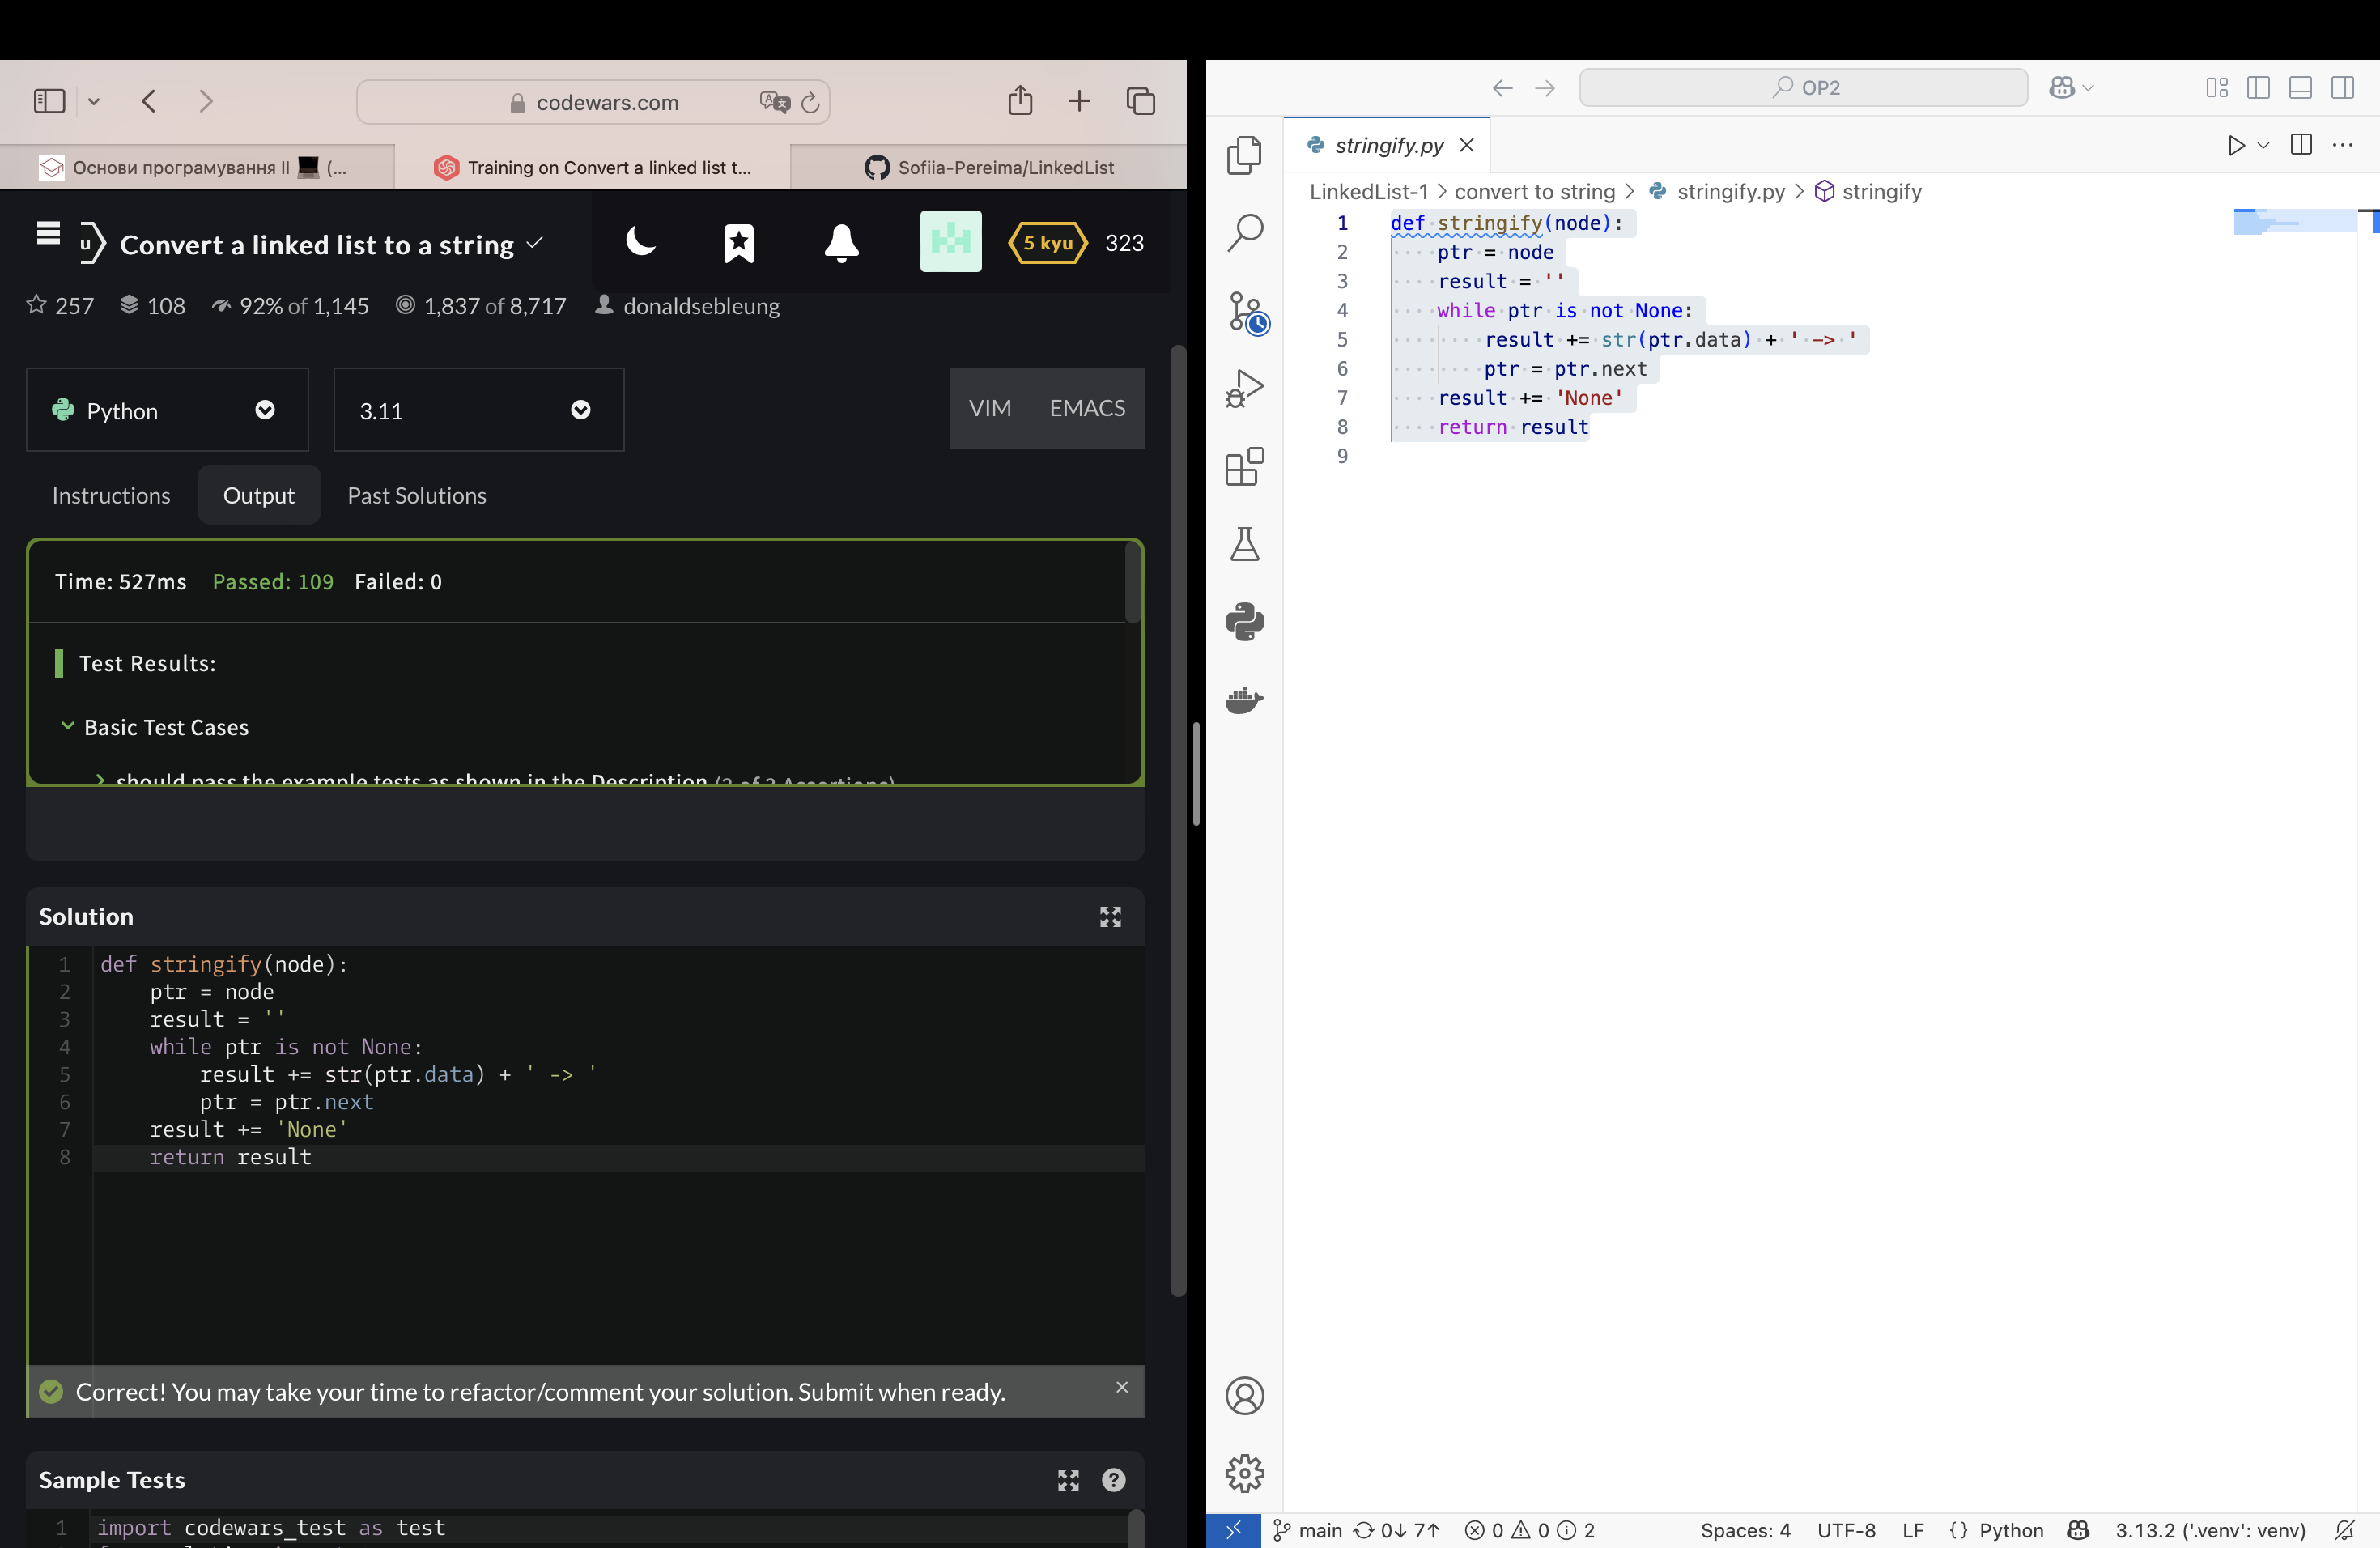 codewars.com
Основи програмування II 💻 (...
Training on Convert a linked list t...
Sofiia-Pereima/LinkedList
u
Convert a linked list to a string
5 kyu
323
257
108
92% of 1,145
1,837 of 8,717
donaldsebleung
Python
3.11
VIM
EMACS
Instructions
Output
Past Solutions
Time: 527ms Passed: 109 Failed: 0
Test Results:
Basic Test Cases
should pass the example tests as shown in the Description (3 of 3 Assertions)
Solution
1 def stringify(node):
2     ptr = node
3     result = ''
4     while ptr is not None:
5         result += str(ptr.data) + ' -> '
6         ptr = ptr.next
7     result += 'None'
8     return result
Correct! You may take your time to refactor/comment your solution. Submit when ready.
Sample Tests
1 import codewars_test as test
OP2
stringify.py
LinkedList-1 > convert to string > stringify.py > stringify
1 def stringify(node):
2     ptr = node
3     result = ''
4     while ptr is not None:
5         result += str(ptr.data) + ' -> '
6         ptr = ptr.next
7     result += 'None'
8     return result
9
main 0↓ 7↑ 0 0 2
Spaces: 4 UTF-8 LF {} Python 3.13.2 ('.venv': venv)